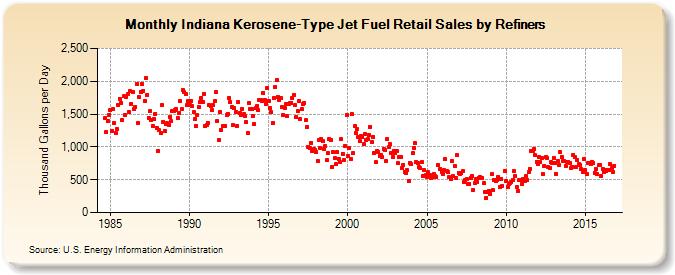 Monthly Indiana Kerosene-Type Jet Fuel Retail Sales by Refiners
Thousand Gallons per Day
2,500
2,000
1,500
1,000
500
0
1985 1990 1995 2000 2005 2010 2015
Source: U.S. Energy Information Administration